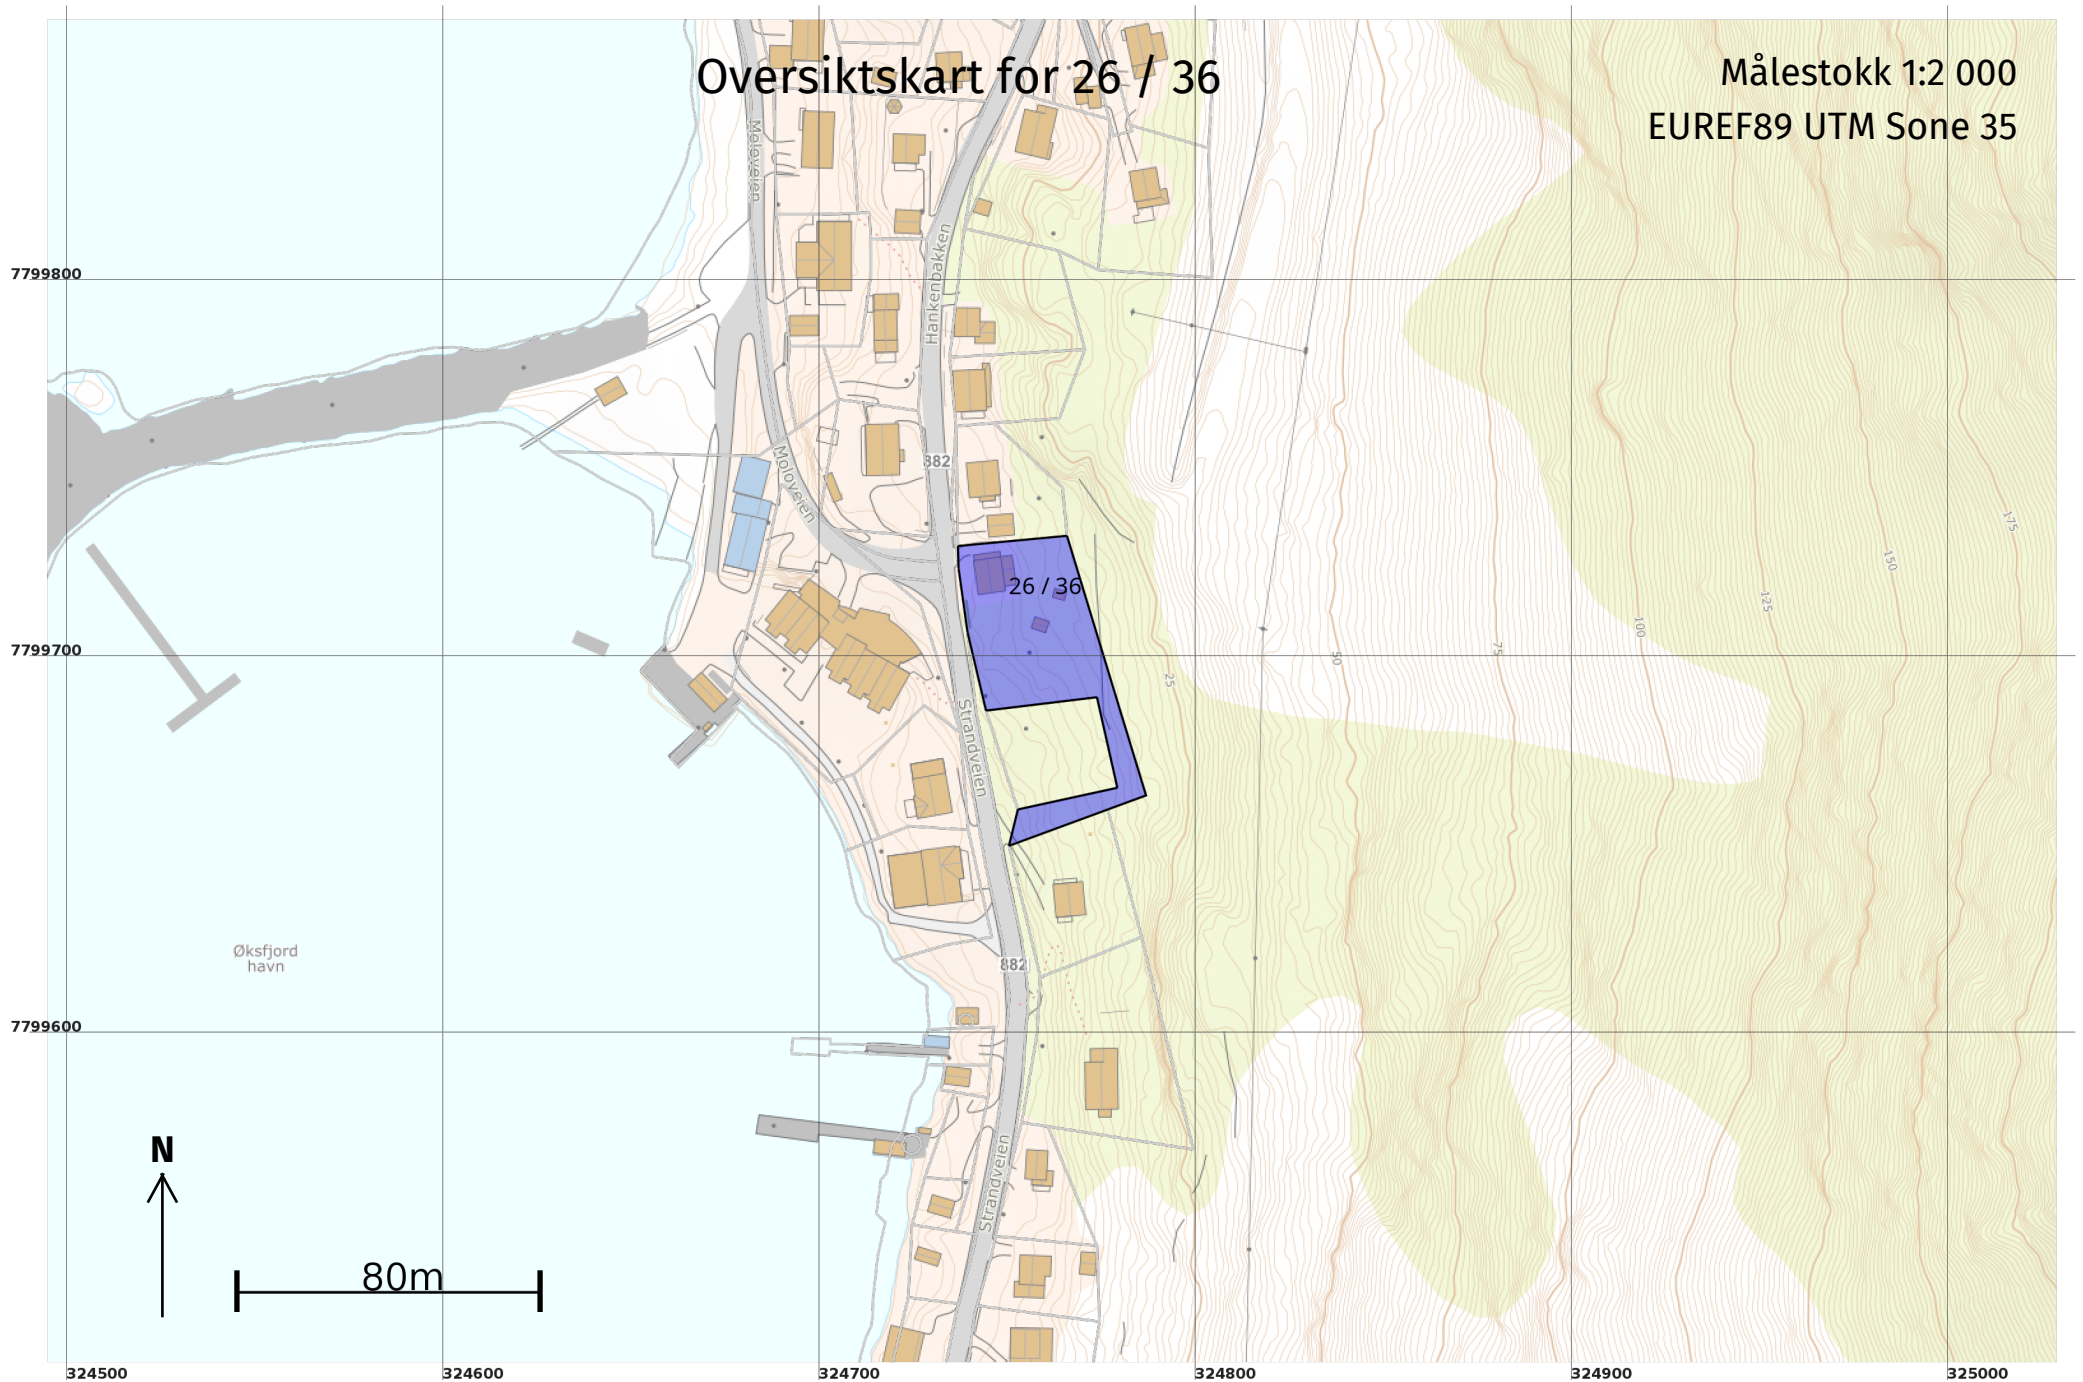 Oversiktskart for 26 / 36
Målestokk 1:2 000
EUREF89 UTM Sone 35
Moloveien
Hankenbakken
7799800
Moloveien
882
175
150
125
100
75
50
25
26 / 36
7799700
Strandveien
Øksfjord
havn
882
7799600
Strandveien
N
80m
324500
324600
324700
324800
324900
325000